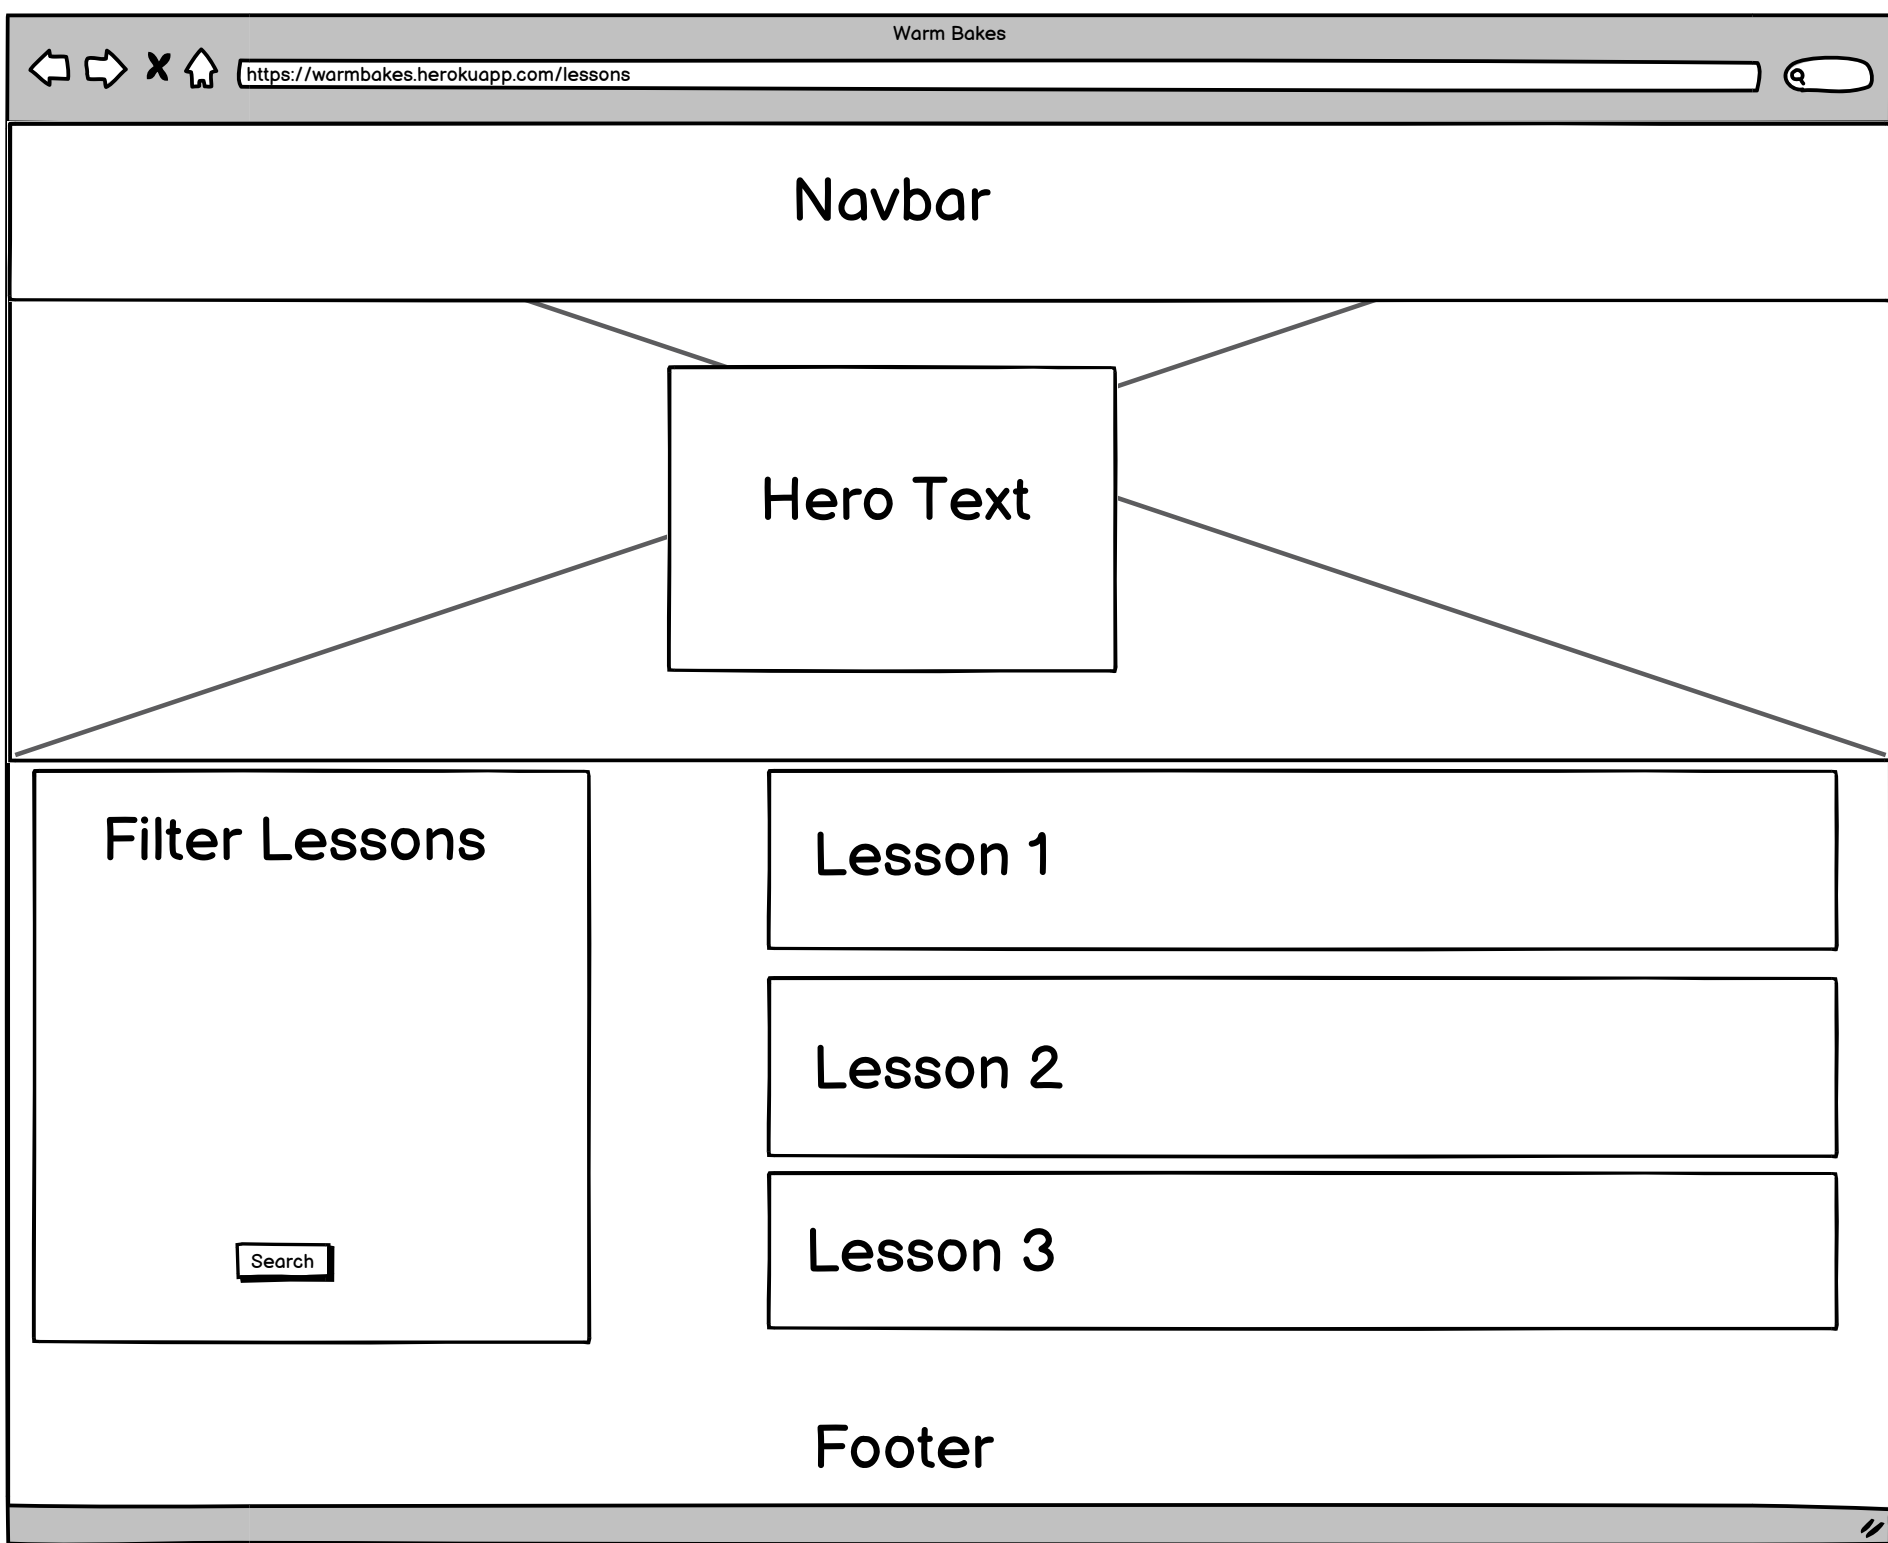 Warm Bakes
https://warmbakes.herokuapp.com/lessons
Navbar
Hero Text
Filter Lessons
Search
Lesson 1
Lesson 2
Lesson 3
Footer